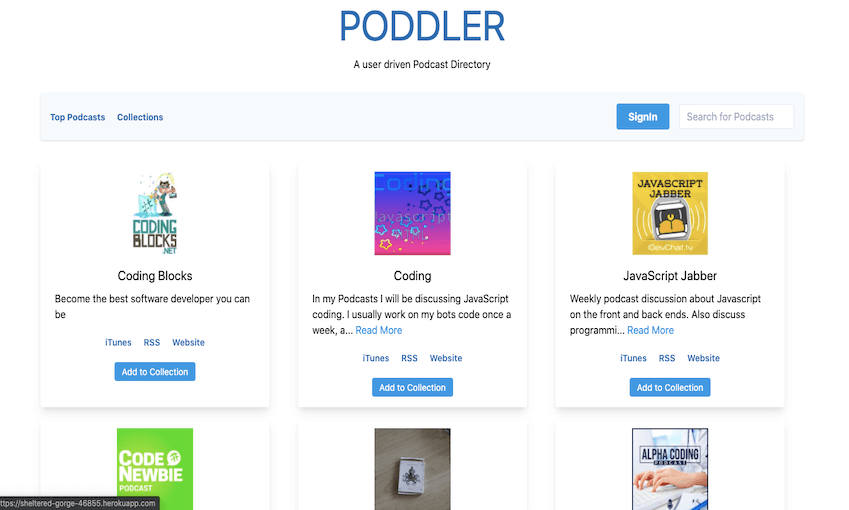 PODDLER
A user driven Podcast Directory
Top Podcasts Collections SignIn Search for Podcasts
CODING
BLOCKS
.NET
Coding
javascript
JAVASCRIPT
JABBER
DevChat.tv
Coding Blocks
Become the best software developer you can
be
iTunes RSS Website
Add to Collection
Coding
In my Podcasts I will be discussing JavaScript
coding. I usually work on my bots code once a
week, a... Read More
iTunes RSS Website
Add to Collection
JavaScript Jabber
Weekly podcast discussion about Javascript
on the front and back ends. Also discuss
programmi... Read More
iTunes RSS Website
Add to Collection
CODE
NEWBIE
PODCAST
ALPHA CODING
PODCAST
ttps://sheltered-gorge-46855.herokuapp.com